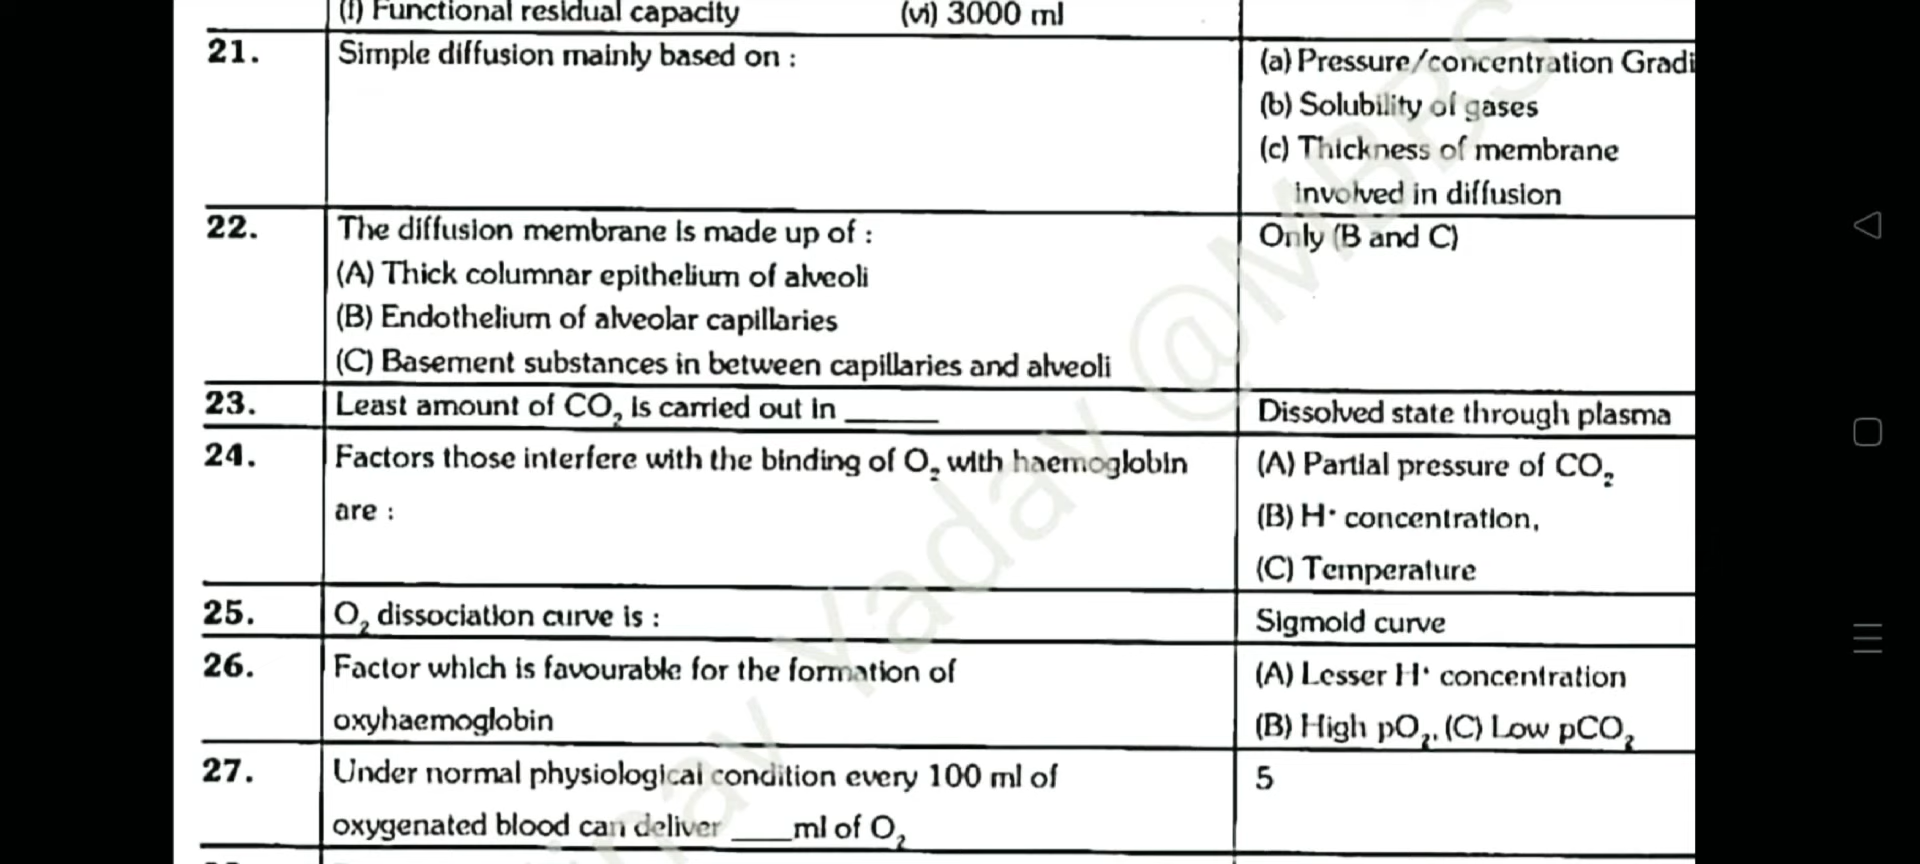 (f) Functional residual capacity (vi) 3000 ml
21. Simple diffusion mainly based on : (a) Pressure/concentration Gradi
(b) Solubility of gases
(c) Thickness of membrane
involved in diffusion
22. The diffusion membrane is made up of : Only (B and C)
(A) Thick columnar epithelium of alveoli
(B) Endothelium of alveolar capillaries
(C) Basement substances in between capillaries and alveoli
23. Least amount of CO₂ is carried out in _____ Dissolved state through plasma
24. Factors those interfere with the binding of O₂ with haemoglobin (A) Partial pressure of CO₂
are : (B) H⁺ concentration,
(C) Temperature
25. O₂ dissociation curve is : Sigmoid curve
26. Factor which is favourable for the formation of (A) Lesser H⁺ concentration
oxyhaemoglobin (B) High pO₂, (C) Low pCO₂
27. Under normal physiological condition every 100 ml of 5
oxygenated blood can deliver ___ml of O₂
nav Yadav @MBBS